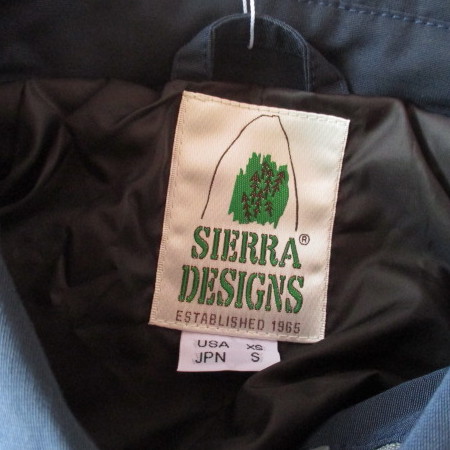 SIERRA®
DESIGNS
ESTABLISHED 1965
USA XS
JPN S